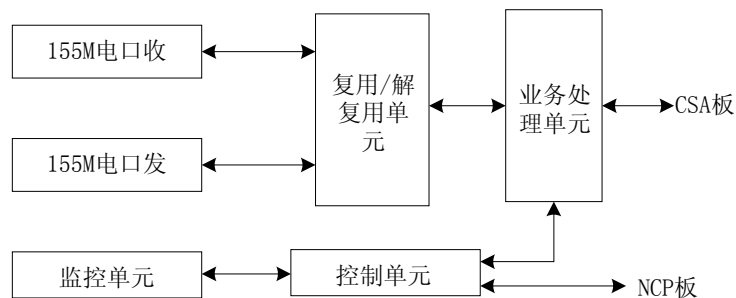 155M电口收
155M电口发
复用/解
复用单
元
业务处
理单元
CSA板
监控单元
控制单元
NCP板